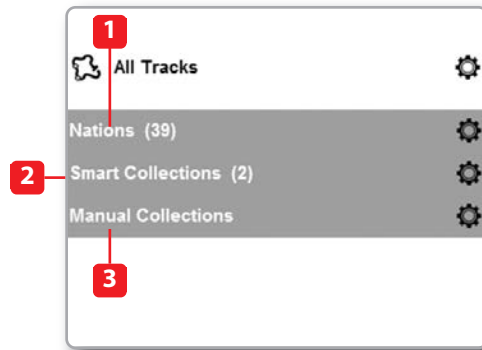 1
All Tracks
Nations (39)
2
Smart Collections (2)
Manual Collections
3